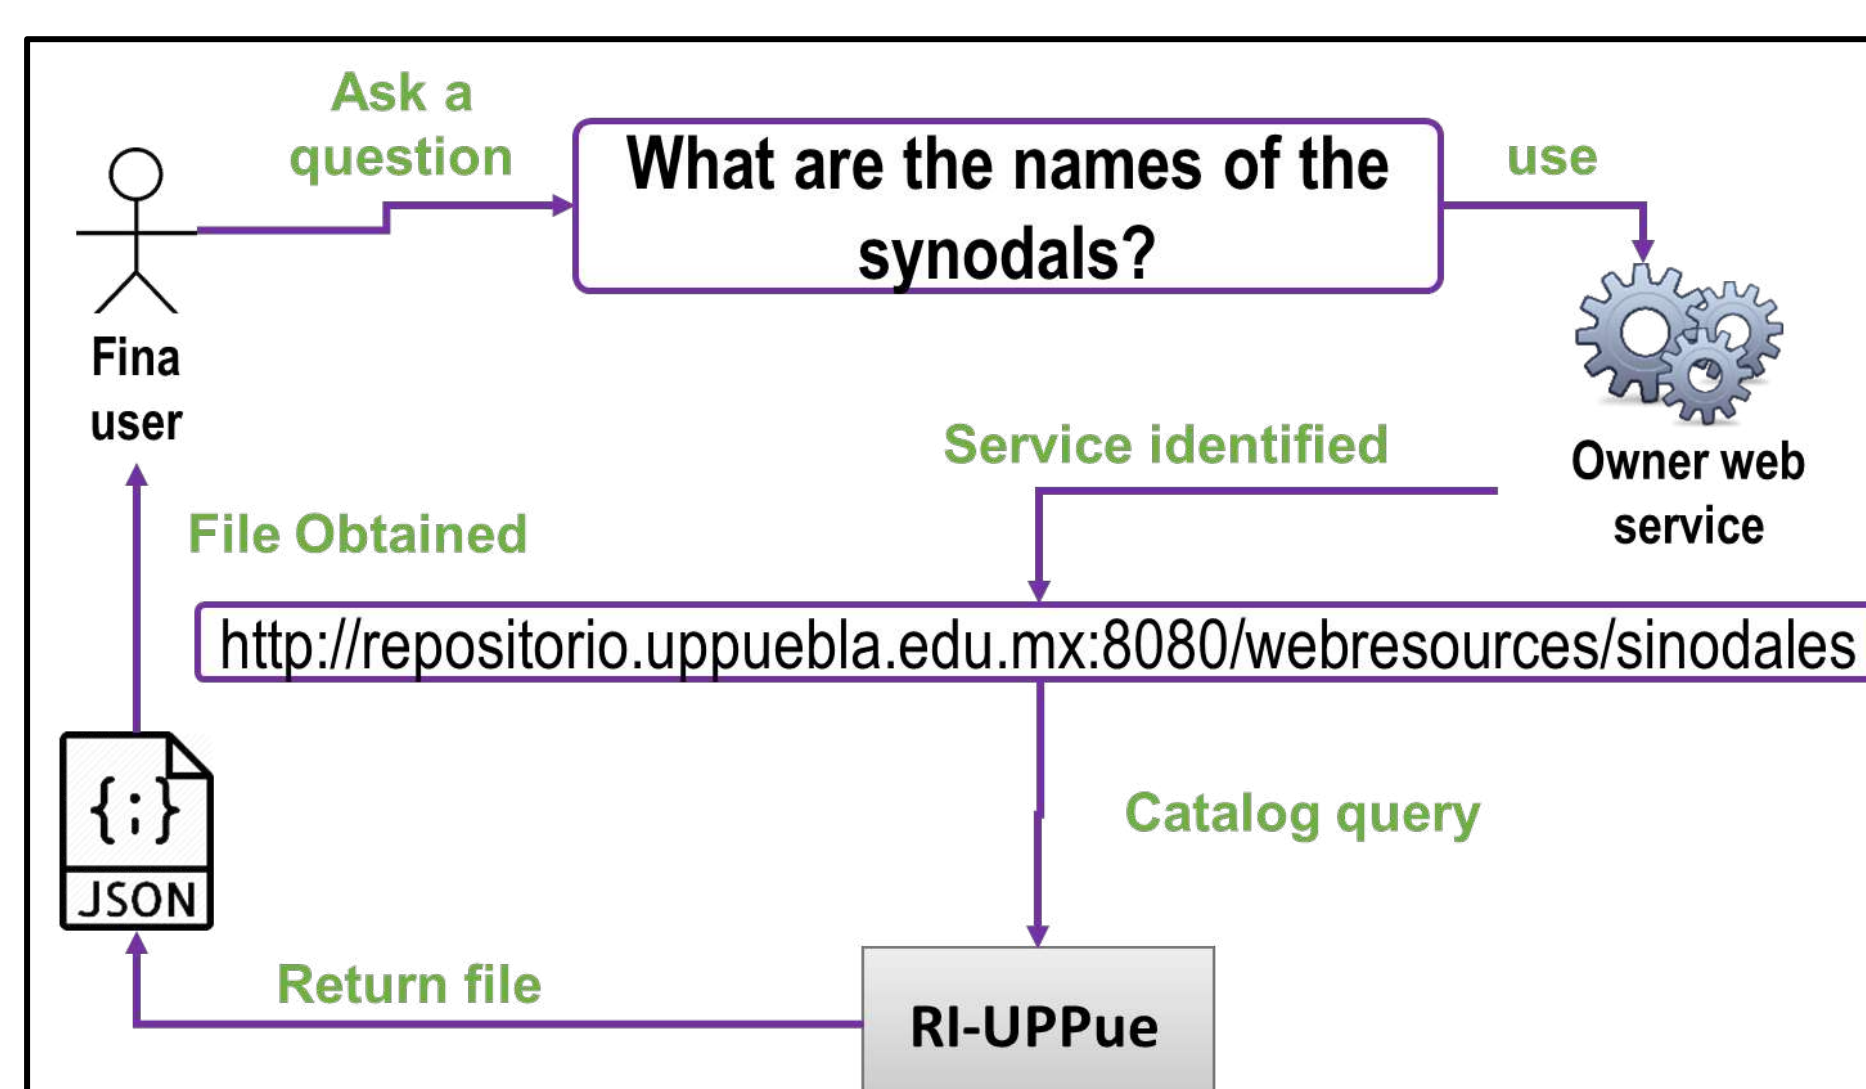 Ask a
question
What are the names of the
synodals?
use
Fina
user
Owner web
service
Service identified
File Obtained
http://repositorio.uppuebla.edu.mx:8080/webresources/sinodales
{;}
JSON
Catalog query
Return file
RI-UPPue